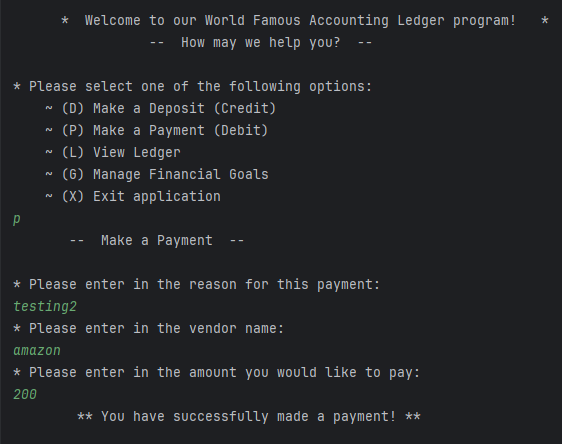 * Welcome to our World Famous Accounting Ledger program! *
-- How may we help you? --
* Please select one of the following options:
~ (D) Make a Deposit (Credit)
~ (P) Make a Payment (Debit)
~ (L) View Ledger
~ (G) Manage Financial Goals
~ (X) Exit application
p
-- Make a Payment --
* Please enter in the reason for this payment:
testing2
* Please enter in the vendor name:
amazon
* Please enter in the amount you would like to pay:
200
** You have successfully made a payment! **